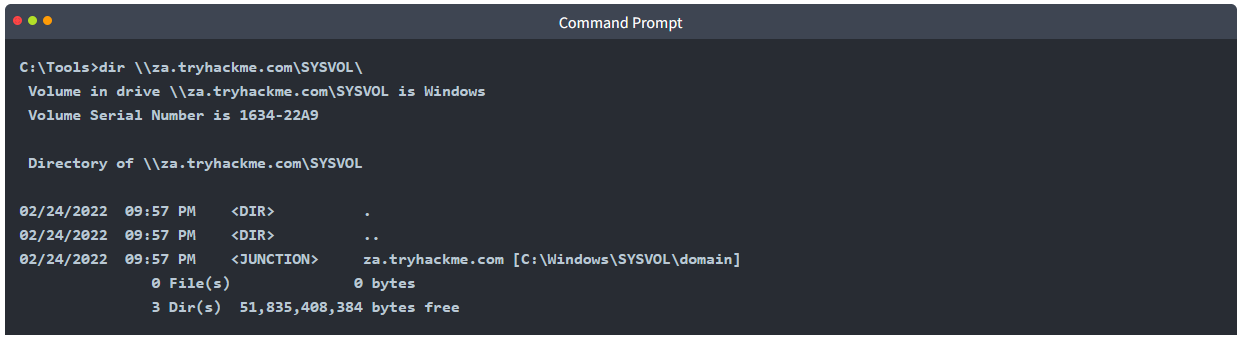 Command Prompt
C:\Tools>dir \\za.tryhackme.com\SYSVOL\
Volume in drive \\za.tryhackme.com\SYSVOL is Windows
Volume Serial Number is 1634-22A9
Directory of \\za.tryhackme.com\SYSVOL
02/24/2022  09:57 PM    <DIR>          .
02/24/2022  09:57 PM    <DIR>          ..
02/24/2022  09:57 PM    <JUNCTION>     za.tryhackme.com [C:\Windows\SYSVOL\domain]
0 File(s)              0 bytes
3 Dir(s)  51,835,408,384 bytes free